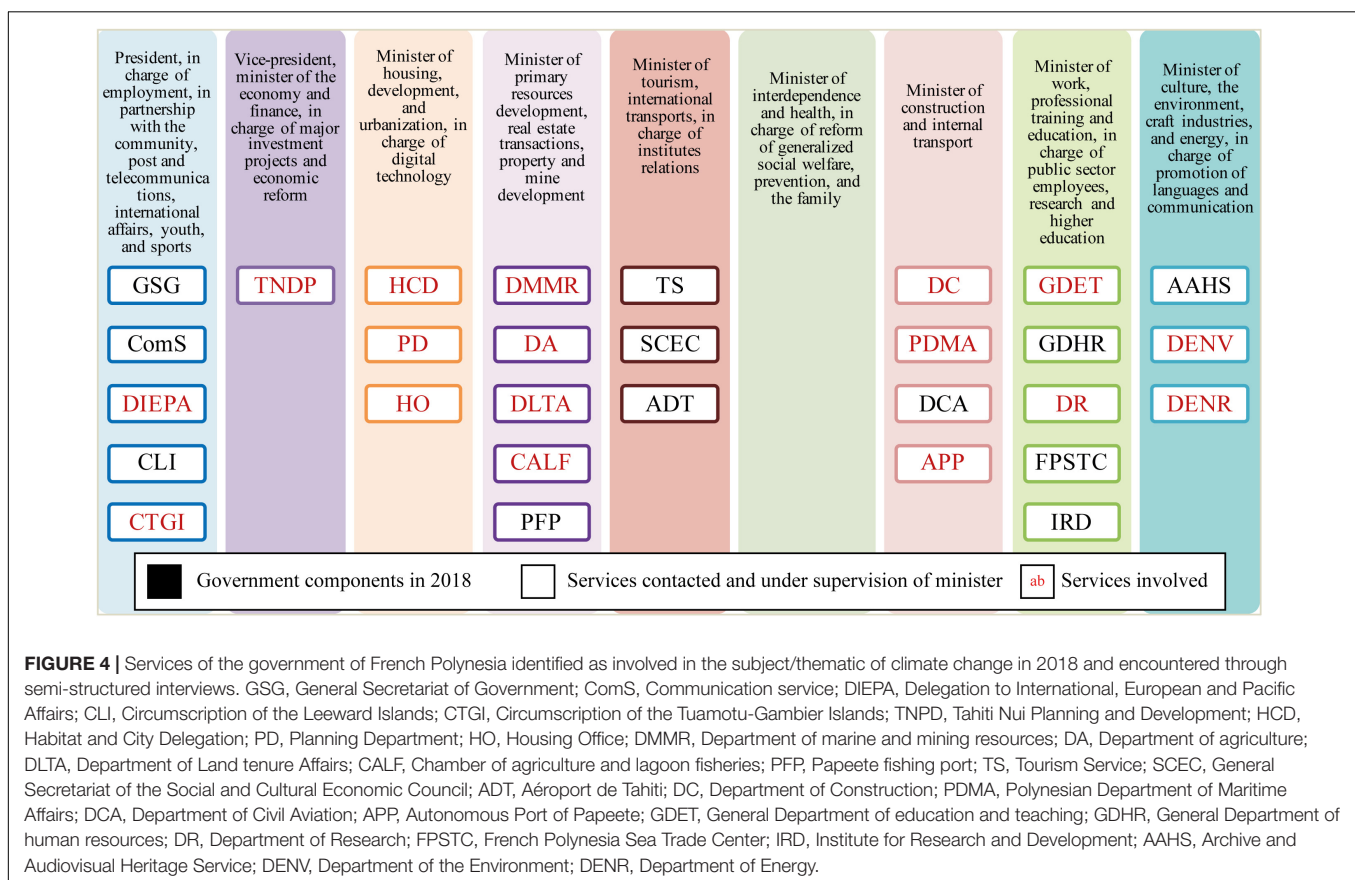 President, in
charge of
employment, in
partnership
with the
community,
post and
telecommunica
tions,
international
affairs, youth,
and sports
GSG
ComS
DIEPA
CLI
CTGI
Vice-president,
minister of the
economy and
finance, in
charge of major
investment
projects and
economic
reform
TNDP
Minister of
housing,
development,
and
urbanization, in
charge of digital
technology
HCD
PD
HO
Minister of
primary
resources
development,
real estate
transactions,
property and
mine
development
DMMR
DA
DLTA
CALF
PFP
Minister of
tourism,
international
transports, in
charge of
institutes
relations
TS
SCEC
ADT
Minister of
interdependence
and health, in
charge of reform
of generalized
social welfare,
prevention, and
the family
Minister of
construction
and internal
transport
DC
PDMA
DCA
APP
Minister of
work,
professional
training and
education, in
charge of
public sector
employees,
research and
higher
education
GDET
GDHR
DR
FPSTC
IRD
Minister of
culture, the
environment,
craft industries,
and energy, in
charge of
promotion of
languages and
communication
AAHS
DENV
DENR
Government components in 2018
Services contacted and under supervision of minister
ab Services involved
FIGURE 4 | Services of the government of French Polynesia identified as involved in the subject/thematic of climate change in 2018 and encountered through
semi-structured interviews. GSG, General Secretariat of Government; ComS, Communication service; DIEPA, Delegation to International, European and Pacific
Affairs; CLI, Circumscription of the Leeward Islands; CTGI, Circumscription of the Tuamotu-Gambier Islands; TNPD, Tahiti Nui Planning and Development; HCD,
Habitat and City Delegation; PD, Planning Department; HO, Housing Office; DMMR, Department of marine and mining resources; DA, Department of agriculture;
DLTA, Department of Land tenure Affairs; CALF, Chamber of agriculture and lagoon fisheries; PFP, Papeete fishing port; TS, Tourism Service; SCEC, General
Secretariat of the Social and Cultural Economic Council; ADT, Aéroport de Tahiti; DC, Department of Construction; PDMA, Polynesian Department of Maritime
Affairs; DCA, Department of Civil Aviation; APP, Autonomous Port of Papeete; GDET, General Department of education and teaching; GDHR, General Department of
human resources; DR, Department of Research; FPSTC, French Polynesia Sea Trade Center; IRD, Institute for Research and Development; AAHS, Archive and
Audiovisual Heritage Service; DENV, Department of the Environment; DENR, Department of Energy.